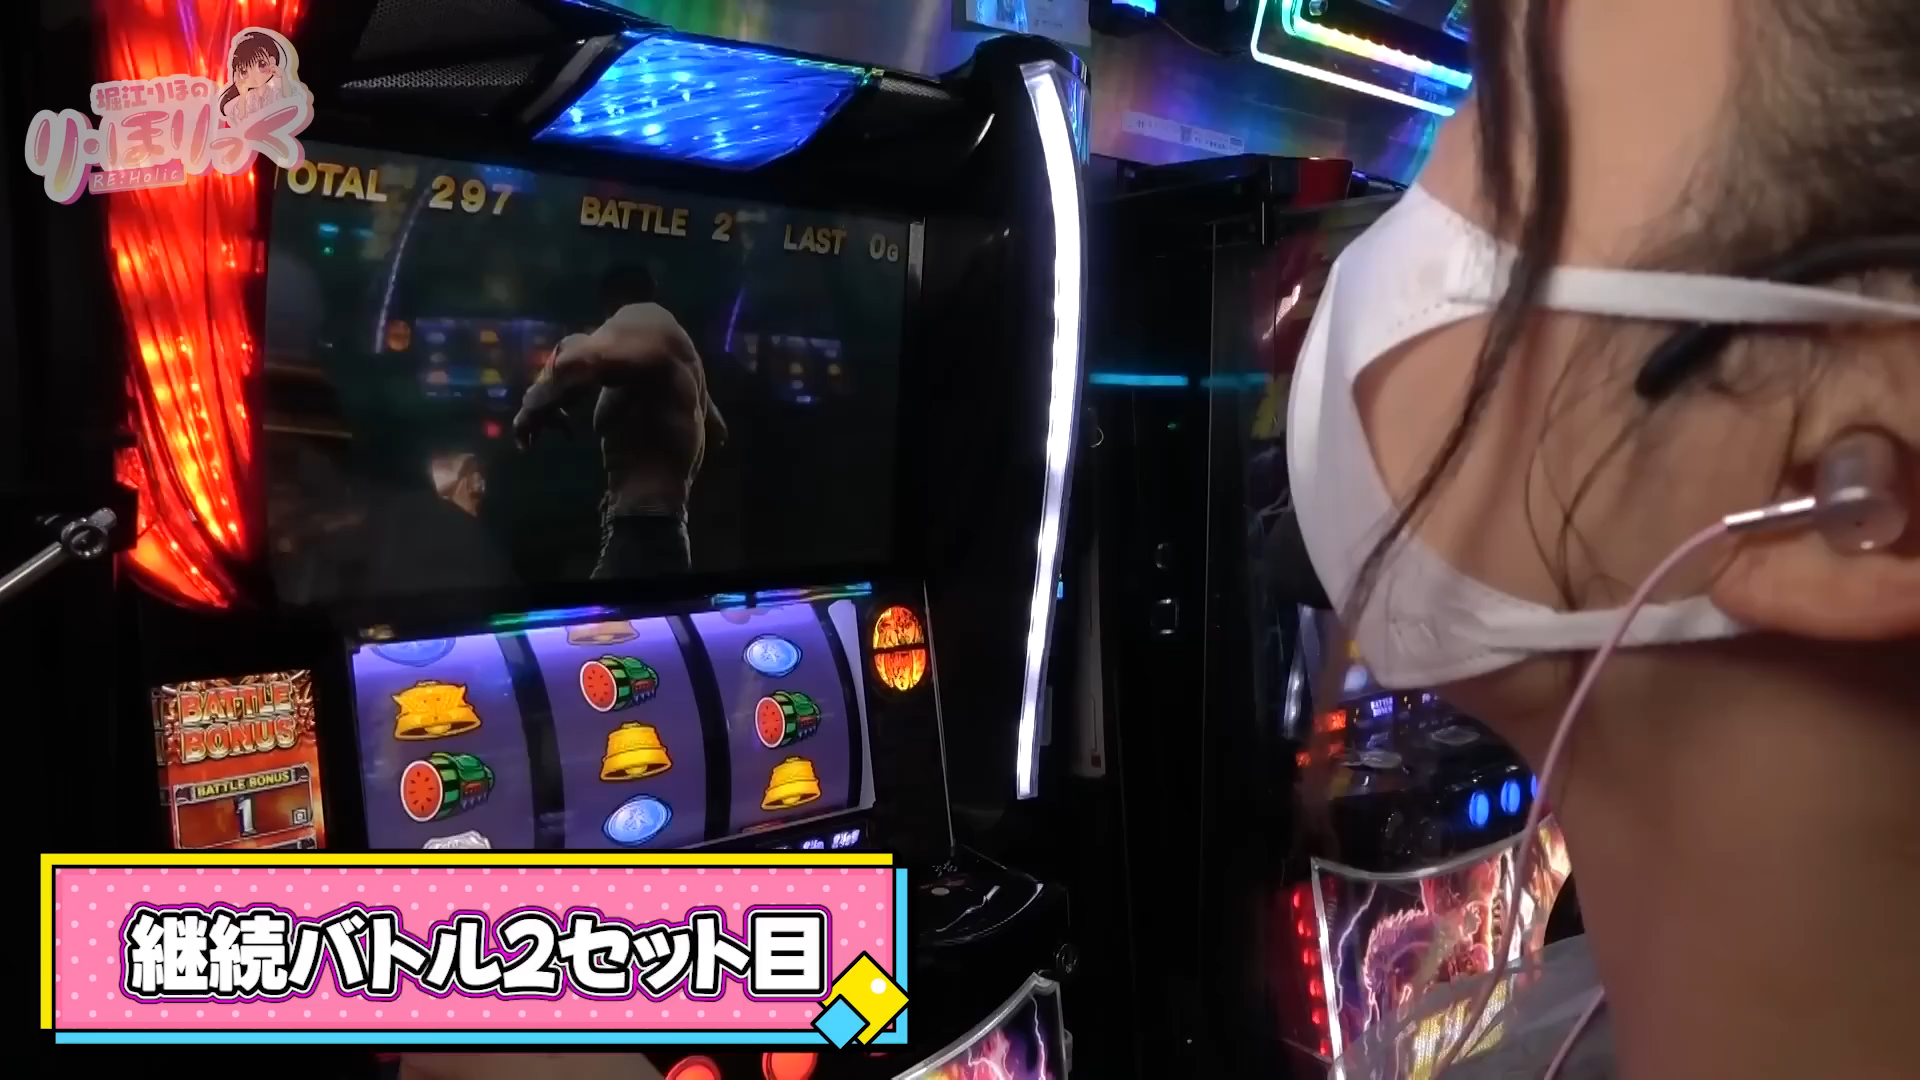 堀江りほの
り・ほりっく
RE:Holic
TOTAL 297
BATTLE 2
LAST 0G
BATTLE
BONUS
BATTLE BONUS
1回
継続バトル2セット目